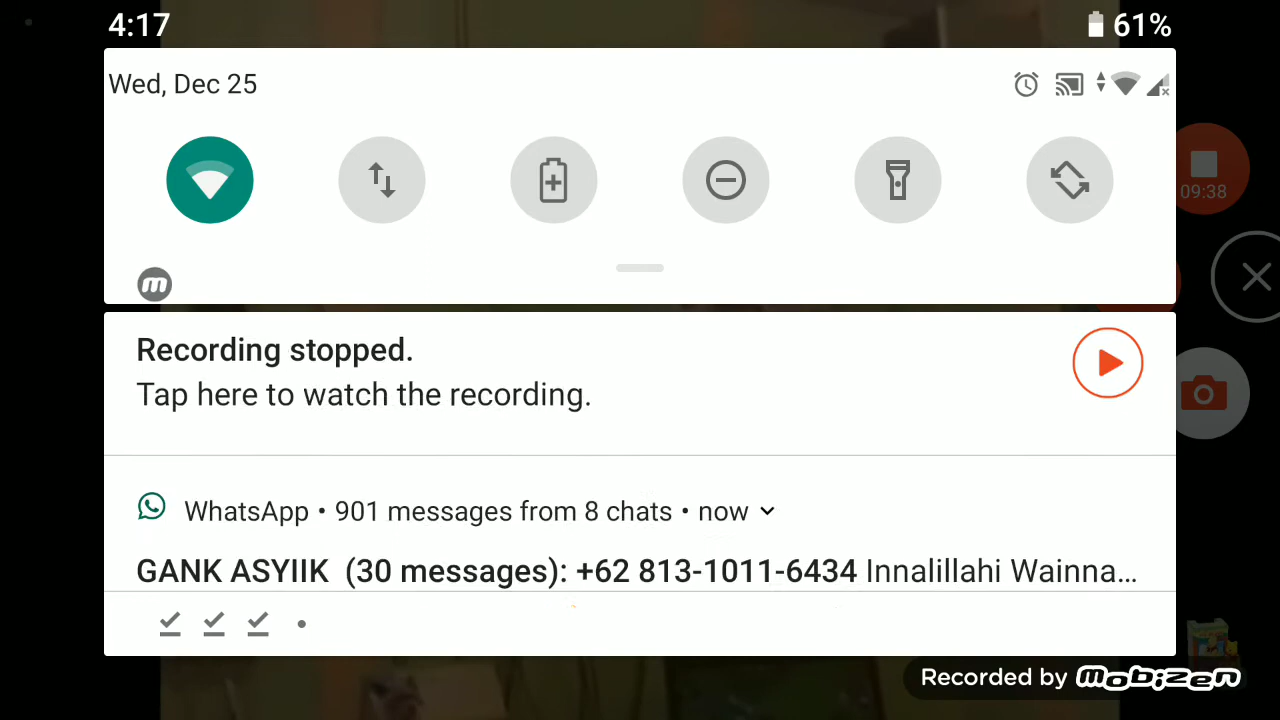 4:17 61%
Wed, Dec 25
09:38
m
Recording stopped.
Tap here to watch the recording.
WhatsApp • 901 messages from 8 chats • now
GANK ASYIIK (30 messages): +62 813-1011-6434 Innalillahi Wainna...
Recorded by mobizen